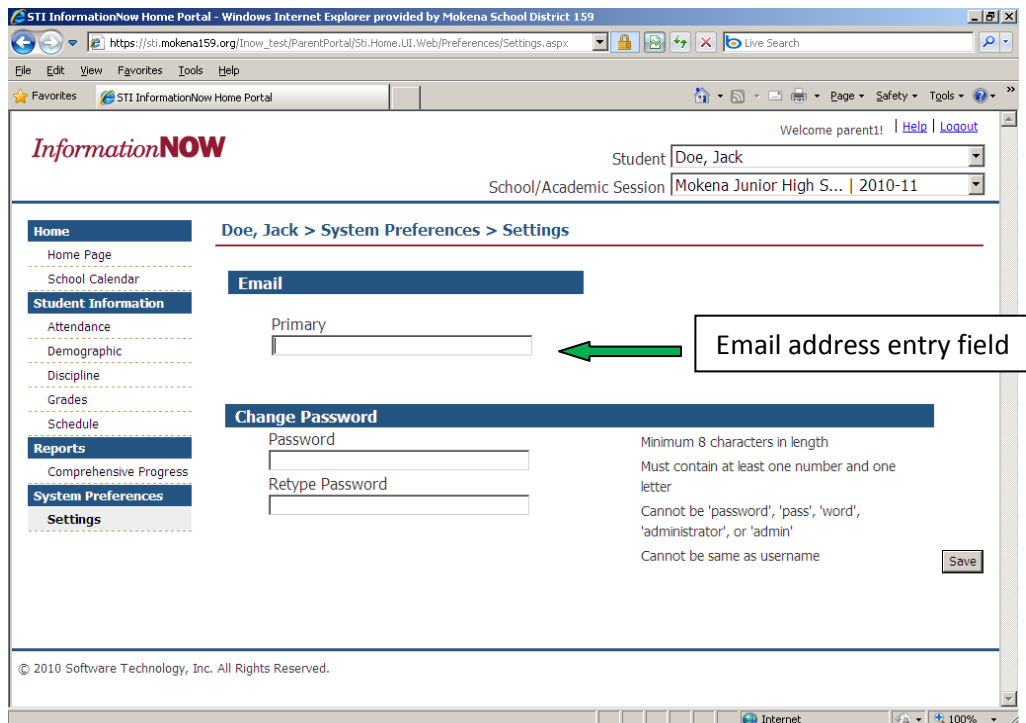 STI InformationNow Home Portal - Windows Internet Explorer provided by Mokena School District 159
https://sti.mokena159.org/Inow_test/ParentPortal/Sti.Home.UI.Web/Preferences/Settings.aspx
Live Search
File Edit View Favorites Tools Help
Favorites STI InformationNow Home Portal Page Safety Tools
Welcome parent1! | Help | Logout
InformationNOW
Student Doe, Jack
School/Academic Session Mokena Junior High S... | 2010-11
Home
Home Page
School Calendar
Student Information
Attendance
Demographic
Discipline
Grades
Schedule
Reports
Comprehensive Progress
System Preferences
Settings
Doe, Jack > System Preferences > Settings
Email
Primary
Email address entry field
Change Password
Password
Retype Password
Minimum 8 characters in length
Must contain at least one number and one
letter
Cannot be 'password', 'pass', 'word',
'administrator', or 'admin'
Cannot be same as username
Save
© 2010 Software Technology, Inc. All Rights Reserved.
Internet 100%